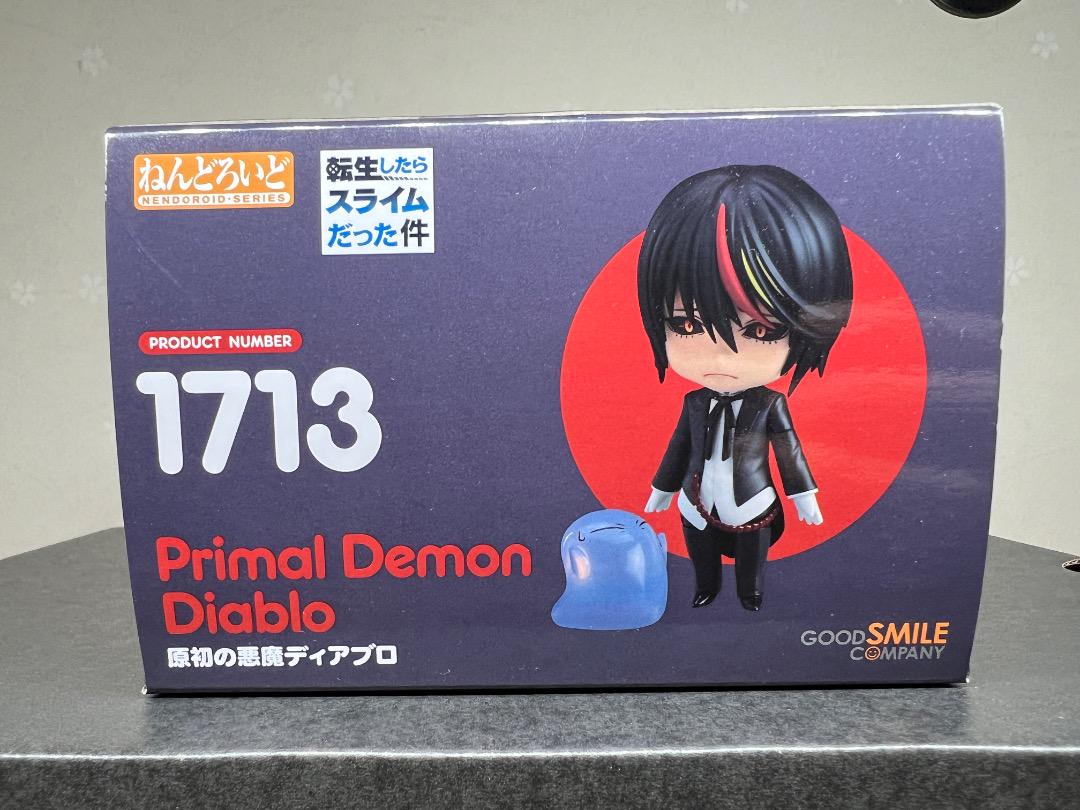 ねんどろいど
NENDOROID·SERIES
転生したら
スライム
だった件
PRODUCT NUMBER
1713
Primal Demon
Diablo
原初の悪魔ディアブロ
GOOD SMILE
COMPANY